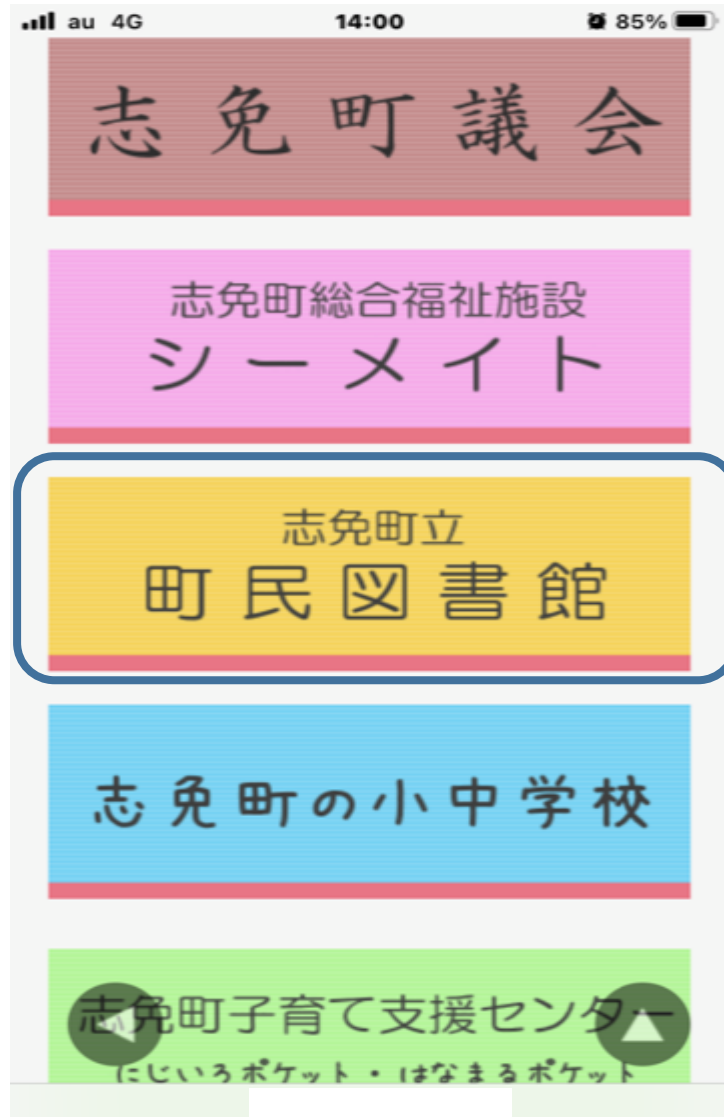 au 4G 14:00 85%
志免町議会
志免町総合福祉施設
シーメイト
志免町立
町民図書館
志免町の小中学校
志免町子育て支援センター
にじいろポケット・はなまるポケット